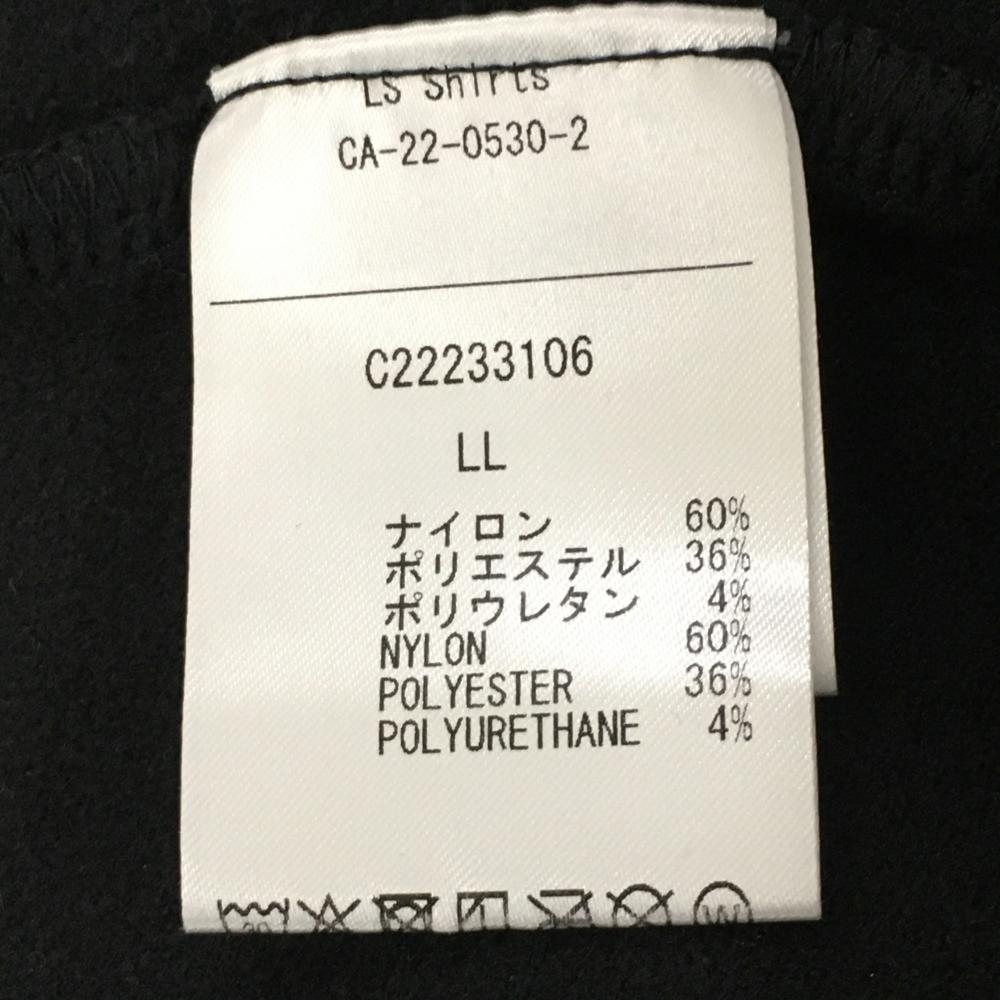 LS Shirts
CA-22-0530-2
C22233106
LL
ナイロン 60%
ポリエステル 36%
ポリウレタン 4%
NYLON 60%
POLYESTER 36%
POLYURETHANE 4%
30
W